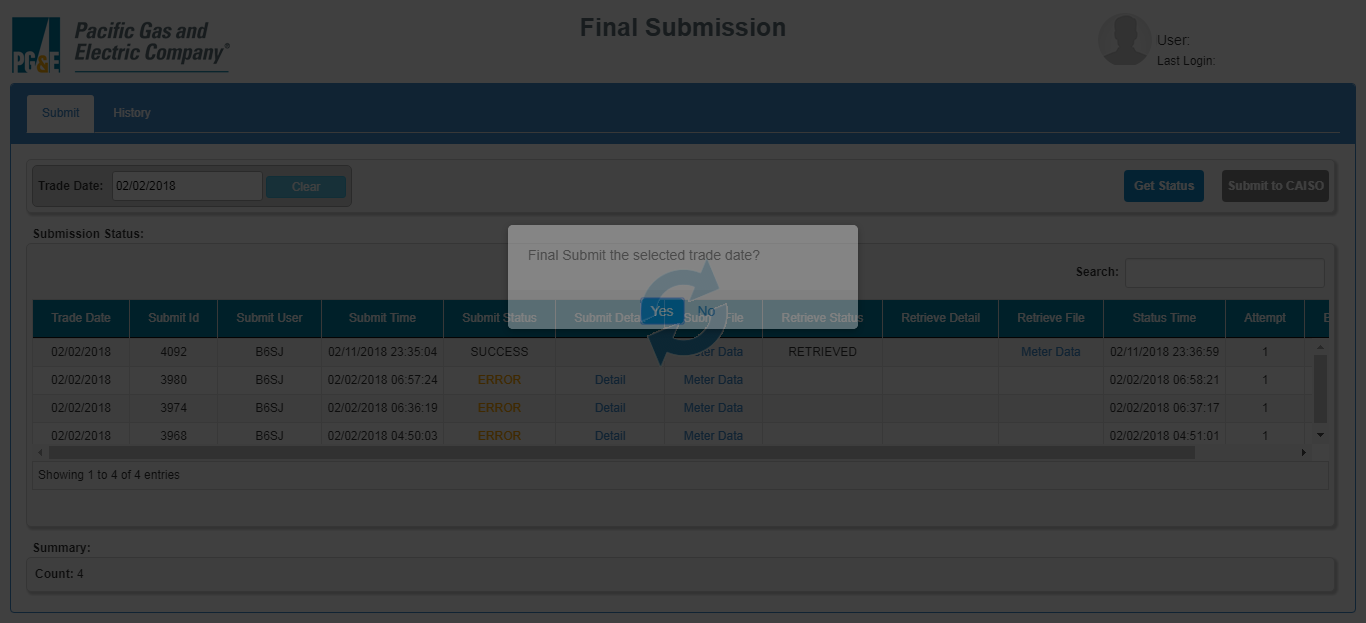 PG&E
Pacific Gas and
Electric Company®
Final Submission
User:
Last Login:
Submit History
Trade Date: 02/02/2018 Clear Get Status Submit to CAISO
Submission Status:
Final Submit the selected trade date?
Yes No
Search:
Trade Date Submit Id Submit User Submit Time Submit Status Submit Deta Subm File Retrieve Status Retrieve Detail Retrieve File Status Time Attempt E
02/02/2018 4092 B6SJ 02/11/2018 23:35:04 SUCCESS Meter Data RETRIEVED Meter Data 02/11/2018 23:36:59 1
02/02/2018 3980 B6SJ 02/02/2018 06:57:24 ERROR Detail Meter Data 02/02/2018 06:58:21 1
02/02/2018 3974 B6SJ 02/02/2018 06:36:19 ERROR Detail Meter Data 02/02/2018 06:37:17 1
02/02/2018 3968 B6SJ 02/02/2018 04:50:03 ERROR Detail Meter Data 02/02/2018 04:51:01 1
Showing 1 to 4 of 4 entries
Summary:
Count: 4